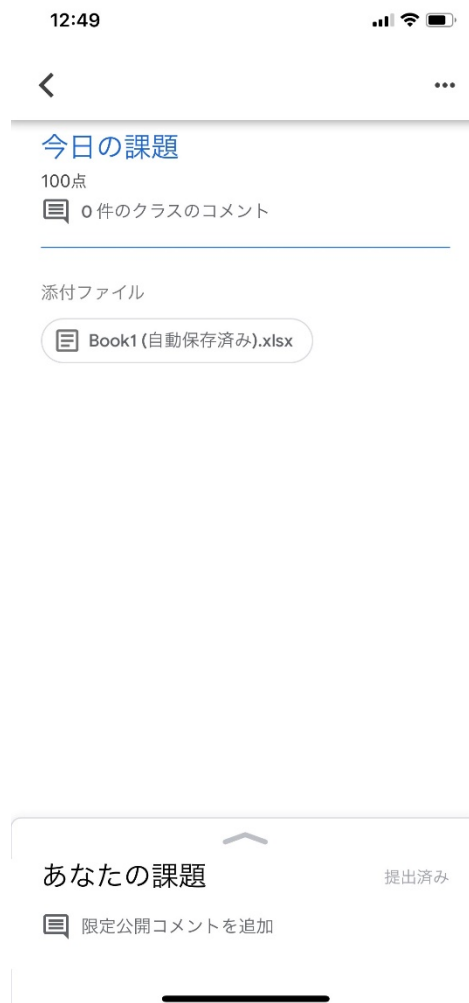 12:49
今日の課題
100点
0 件のクラスのコメント
添付ファイル
Book1 (自動保存済み).xlsx
あなたの課題
提出済み
限定公開コメントを追加